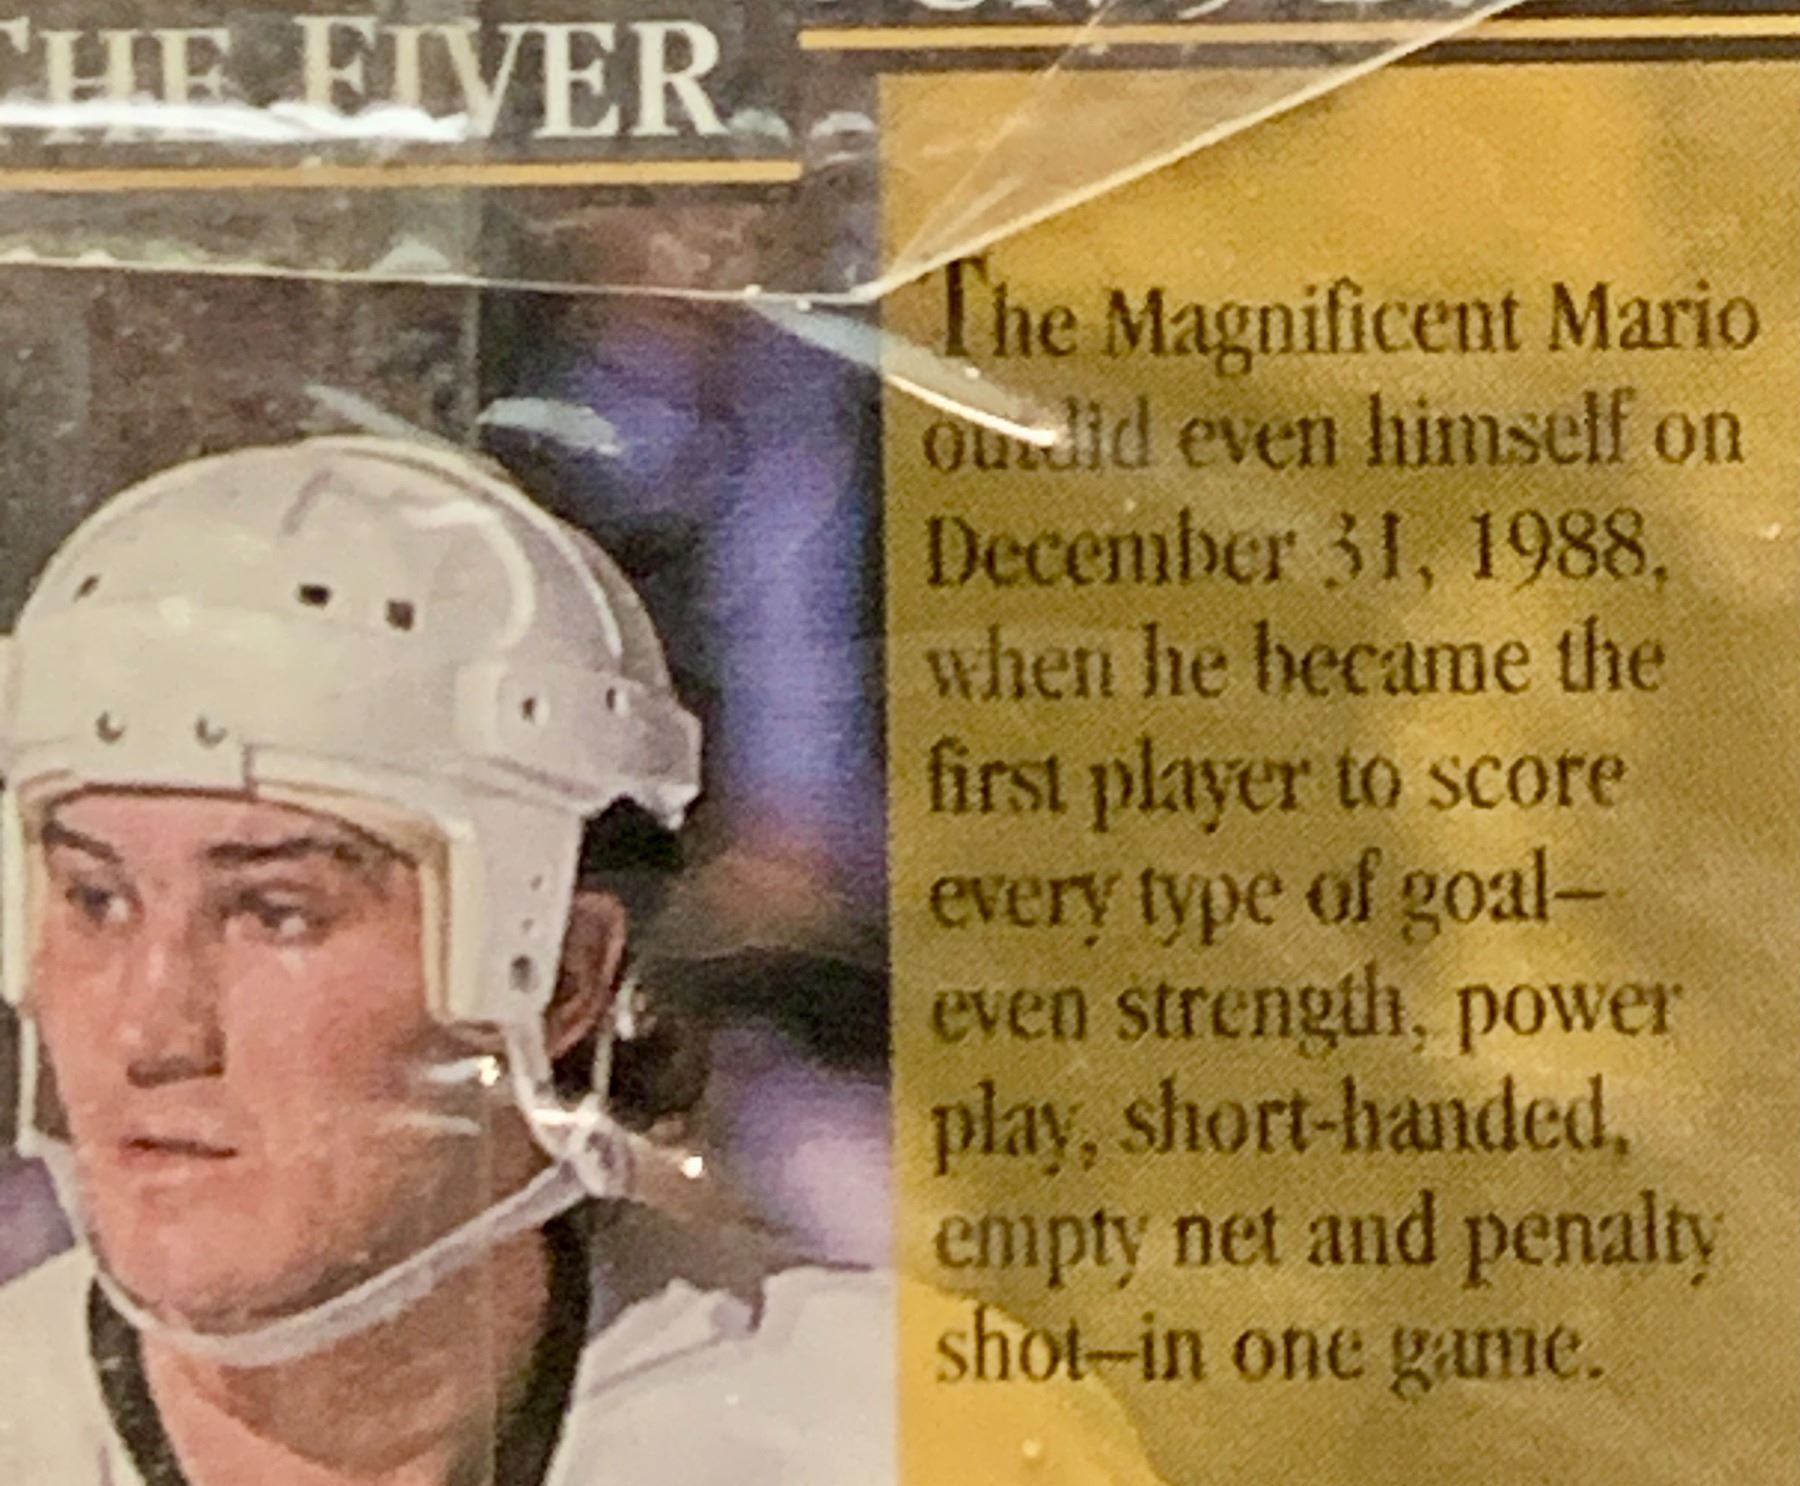 THE FIVER
The Magnificent Mario
outdid even himself on
December 31, 1988,
when he became the
first player to score
every type of goal—
even strength, power
play, short-handed,
empty net and penalty
shot—in one game.